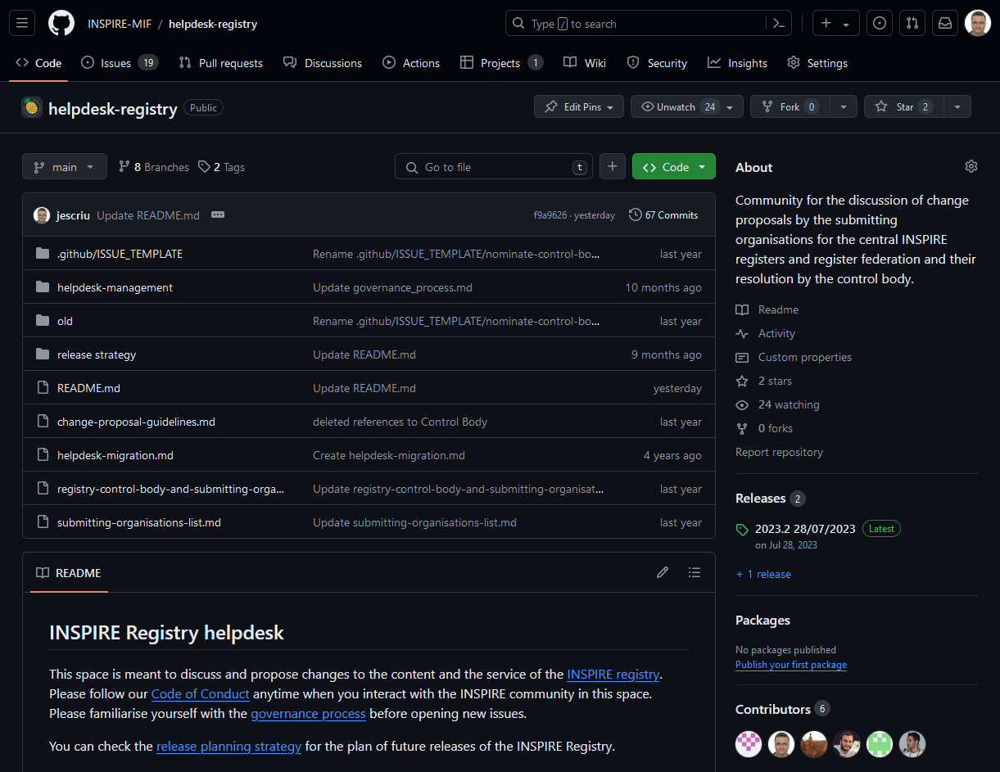 INSPIRE-MIF / helpdesk-registry
Type / to search
Code
Issues 19
Pull requests
Discussions
Actions
Projects 1
Wiki
Security
Insights
Settings
helpdesk-registry Public
Edit Pins
Unwatch 24
Fork 0
Star 2
main
8 Branches
2 Tags
Go to file t
Code
jescriu Update README.md
f9a9626 · yesterday
67 Commits
.github/ISSUE_TEMPLATE Rename .github/ISSUE_TEMPLATE/nominate-control-bo... last year
helpdesk-management Update governance_process.md 10 months ago
old Rename .github/ISSUE_TEMPLATE/nominate-control-bo... last year
release strategy Update README.md 9 months ago
README.md Update README.md yesterday
change-proposal-guidelines.md deleted references to Control Body last year
helpdesk-migration.md Create helpdesk-migration.md 4 years ago
registry-control-body-and-submitting-orga... Update registry-control-body-and-submitting-organisat... last year
submitting-organisations-list.md Update submitting-organisations-list.md last year
README
INSPIRE Registry helpdesk
This space is meant to discuss and propose changes to the content and the service of the INSPIRE registry.
Please follow our Code of Conduct anytime when you interact with the INSPIRE community in this space.
Please familiarise yourself with the governance process before opening new issues.
You can check the release planning strategy for the plan of future releases of the INSPIRE Registry.
About
Community for the discussion of change
proposals by the submitting
organisations for the central INSPIRE
registers and register federation and their
resolution by the control body.
Readme
Activity
Custom properties
2 stars
24 watching
0 forks
Report repository
Releases 2
2023.2 28/07/2023 Latest
on Jul 28, 2023
+ 1 release
Packages
No packages published
Publish your first package
Contributors 6